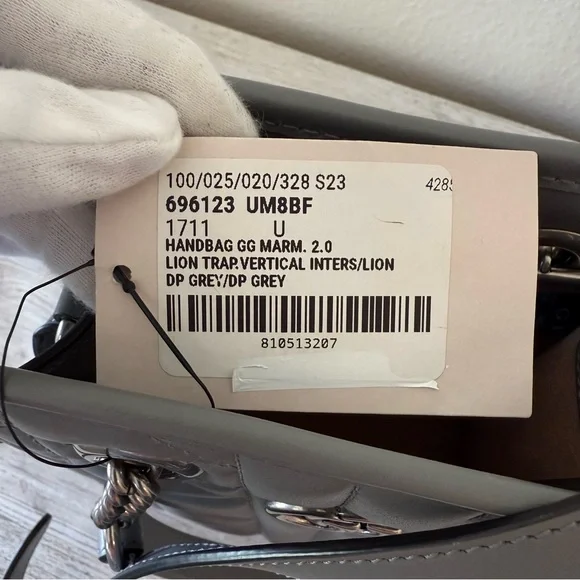 100/025/020/328 S23 4285
696123 UM8BF
1711 U
HANDBAG GG MARM. 2.0
LION TRAP.VERTICAL INTERS/LION
DP GREY/DP GREY
810513207